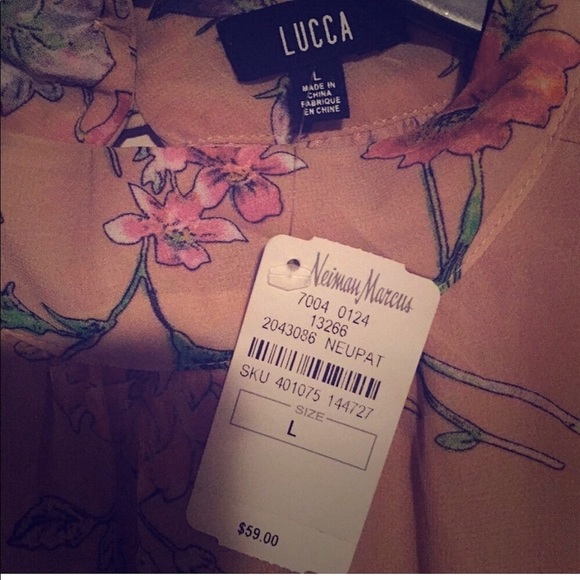 LUCCA
L
MADE IN
CHINA
FABRIQUE
EN CHINE
Neiman Marcus
7004 0124
13266
2043086 NEUPAT
SKU 401075 144727
SIZE
L
$59.00